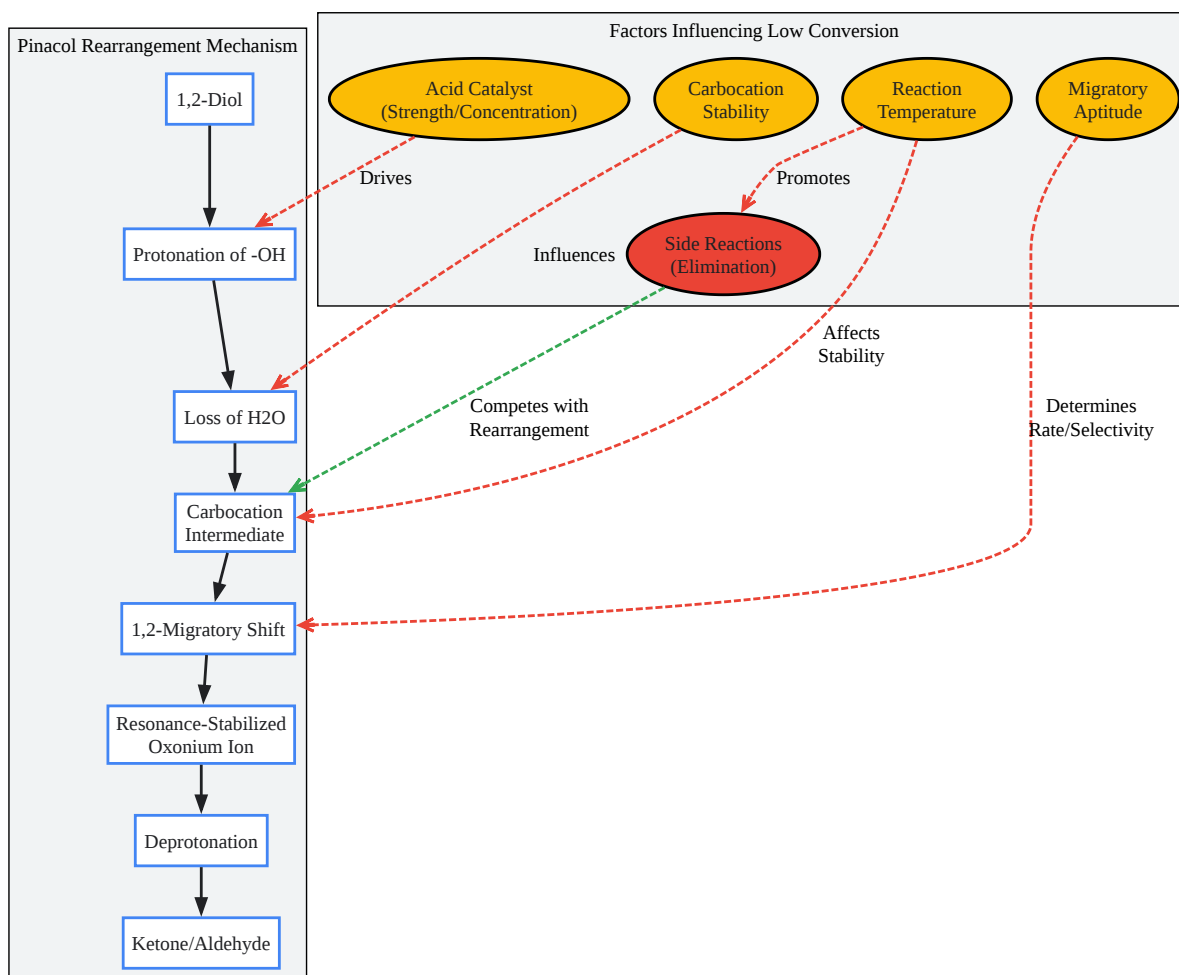 Pinacol Rearrangement Mechanism
1,2-Diol
Protonation of -OH
Loss of H2O
Carbocation
Intermediate
1,2-Migratory Shift
Resonance-Stabilized
Oxonium Ion
Deprotonation
Ketone/Aldehyde
Factors Influencing Low Conversion
Acid Catalyst
(Strength/Concentration)
Carbocation
Stability
Reaction
Temperature
Migratory
Aptitude
Drives
Promotes
Influences
Side Reactions
(Elimination)
Affects
Stability
Competes with
Rearrangement
Determines
Rate/Selectivity